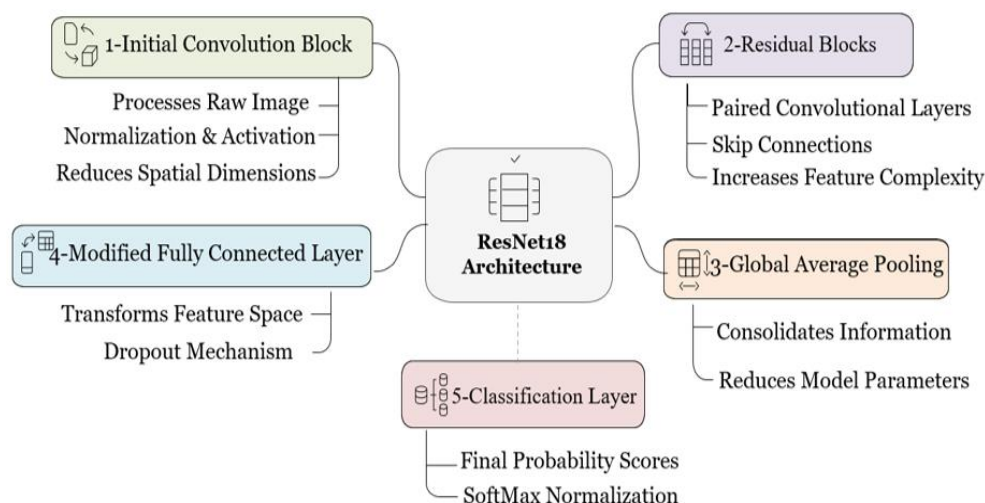 1-Initial Convolution Block
Processes Raw Image
Normalization & Activation
Reduces Spatial Dimensions
2-Residual Blocks
Paired Convolutional Layers
Skip Connections
Increases Feature Complexity
ResNet18
Architecture
3-Global Average Pooling
Consolidates Information
Reduces Model Parameters
4-Modified Fully Connected Layer
Transforms Feature Space
Dropout Mechanism
5-Classification Layer
Final Probability Scores
SoftMax Normalization